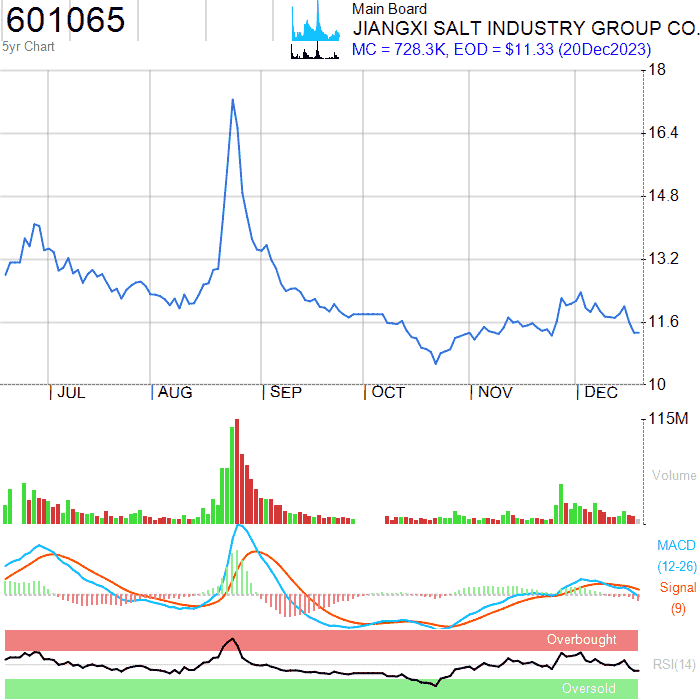 601065
5yr Chart
Main Board
JIANGXI SALT INDUSTRY GROUP CO.
MC = 728.3K, EOD = $11.33 (20Dec2023)
18
16.4
14.8
13.2
11.6
10
JUL AUG SEP OCT NOV DEC
115M
Volume
MACD
(12-26)
Signal
(9)
Overbought
RSI(14)
Oversold